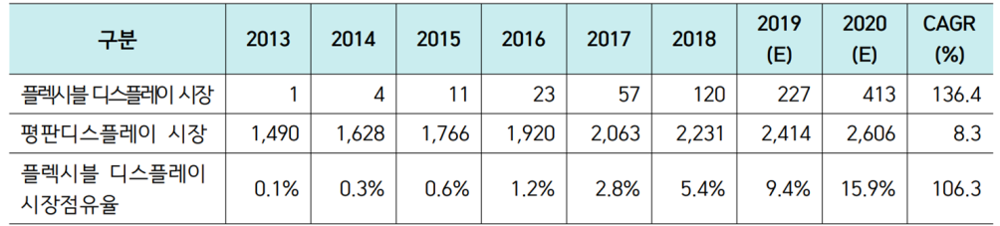 구분 2013 2014 2015 2016 2017 2018 2019 (E) 2020 (E) CAGR (%)
플렉시블 디스플레이 시장 1 4 11 23 57 120 227 413 136.4
평판디스플레이 시장 1,490 1,628 1,766 1,920 2,063 2,231 2,414 2,606 8.3
플렉시블 디스플레이 시장점유율 0.1% 0.3% 0.6% 1.2% 2.8% 5.4% 9.4% 15.9% 106.3